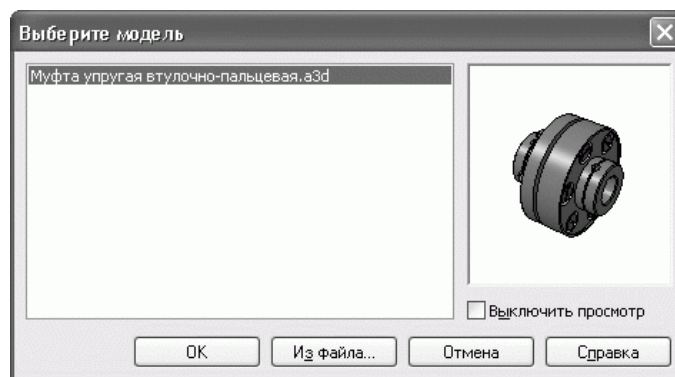 Выберите модель
Муфта упругая втулочно-пальцевая.a3d
Выключить просмотр
OK
Из файла...
Отмена
Справка